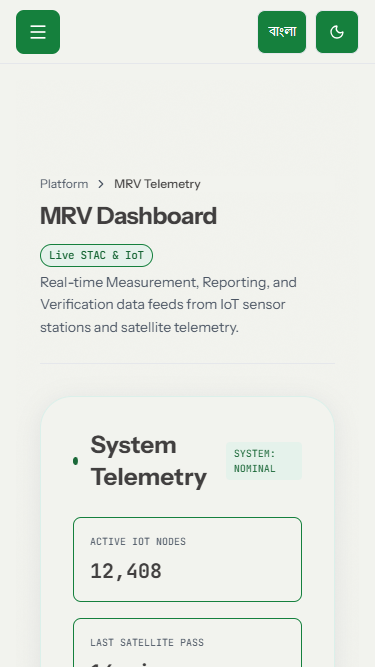 বাংলা
Platform > MRV Telemetry
MRV Dashboard
Live STAC & IoT
Real-time Measurement, Reporting, and
Verification data feeds from IoT sensor
stations and satellite telemetry.
System
Telemetry
SYSTEM:
NOMINAL
ACTIVE IOT NODES
12,408
LAST SATELLITE PASS